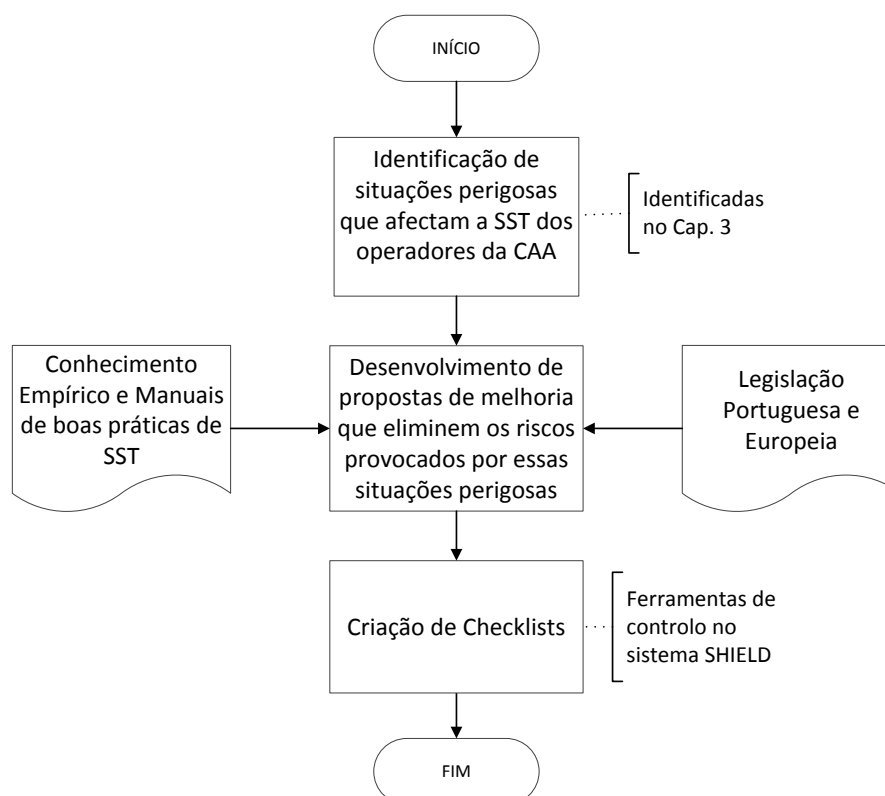 INÍCIO
Identificação de
situações perigosas
que afectam a SST dos
operadores da CAA
Identificadas
no Cap. 3
Conhecimento
Empírico e Manuais
de boas práticas de
SST
Desenvolvimento de
propostas de melhoria
que eliminem os riscos
provocados por essas
situações perigosas
Legislação
Portuguesa e
Europeia
Criação de Checklists
Ferramentas de
controlo no
sistema SHIELD
FIM